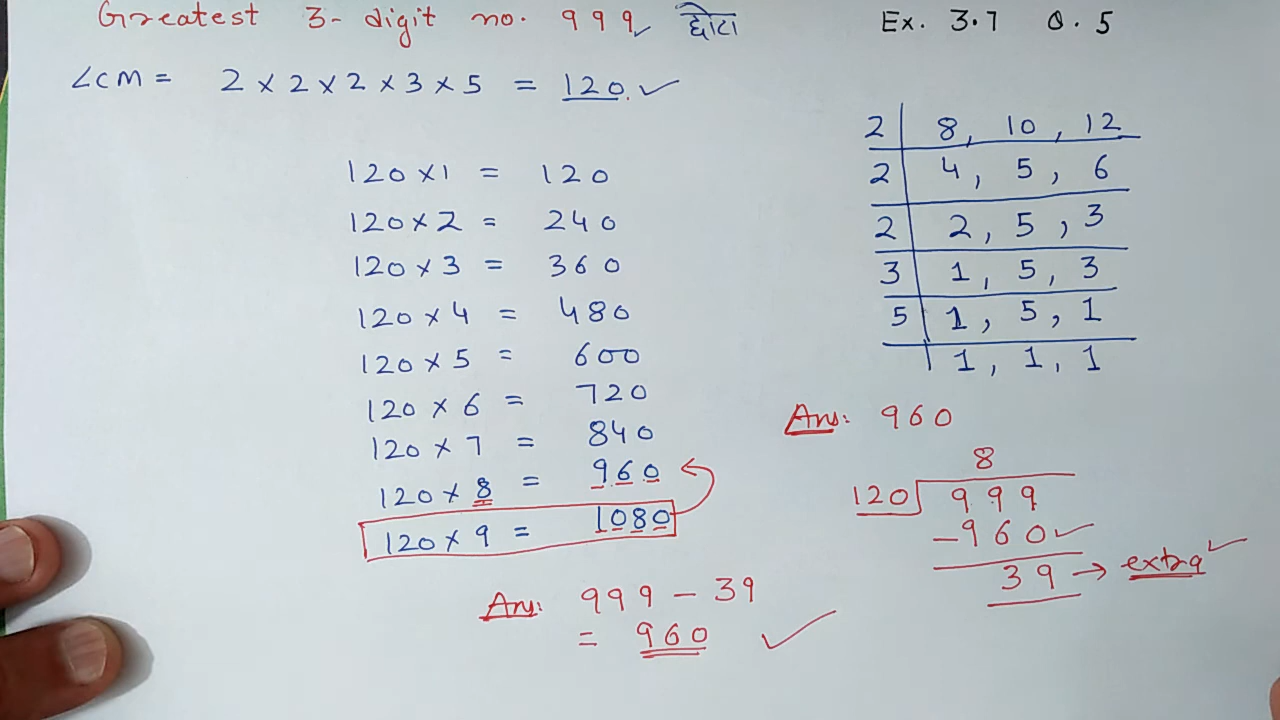 Greatest 3-digit no. 999 छोटा
Ex. 3.7 Q.5
LCM = 2 × 2 × 2 × 3 × 5 = 120.
120 × 1 = 120
120 × 2 = 240
120 × 3 = 360
120 × 4 = 480
120 × 5 = 600
120 × 6 = 720
120 × 7 = 840
120 × 8 = 960
120 × 9 = 1080
Ans: 999 - 39
= 960
2 | 8, 10, 12
2 | 4, 5, 6
2 | 2, 5, 3
3 | 1, 5, 3
5 | 1, 5, 1
| 1, 1, 1
Ans: 960
8
120 ) 999
- 960
39 → extra